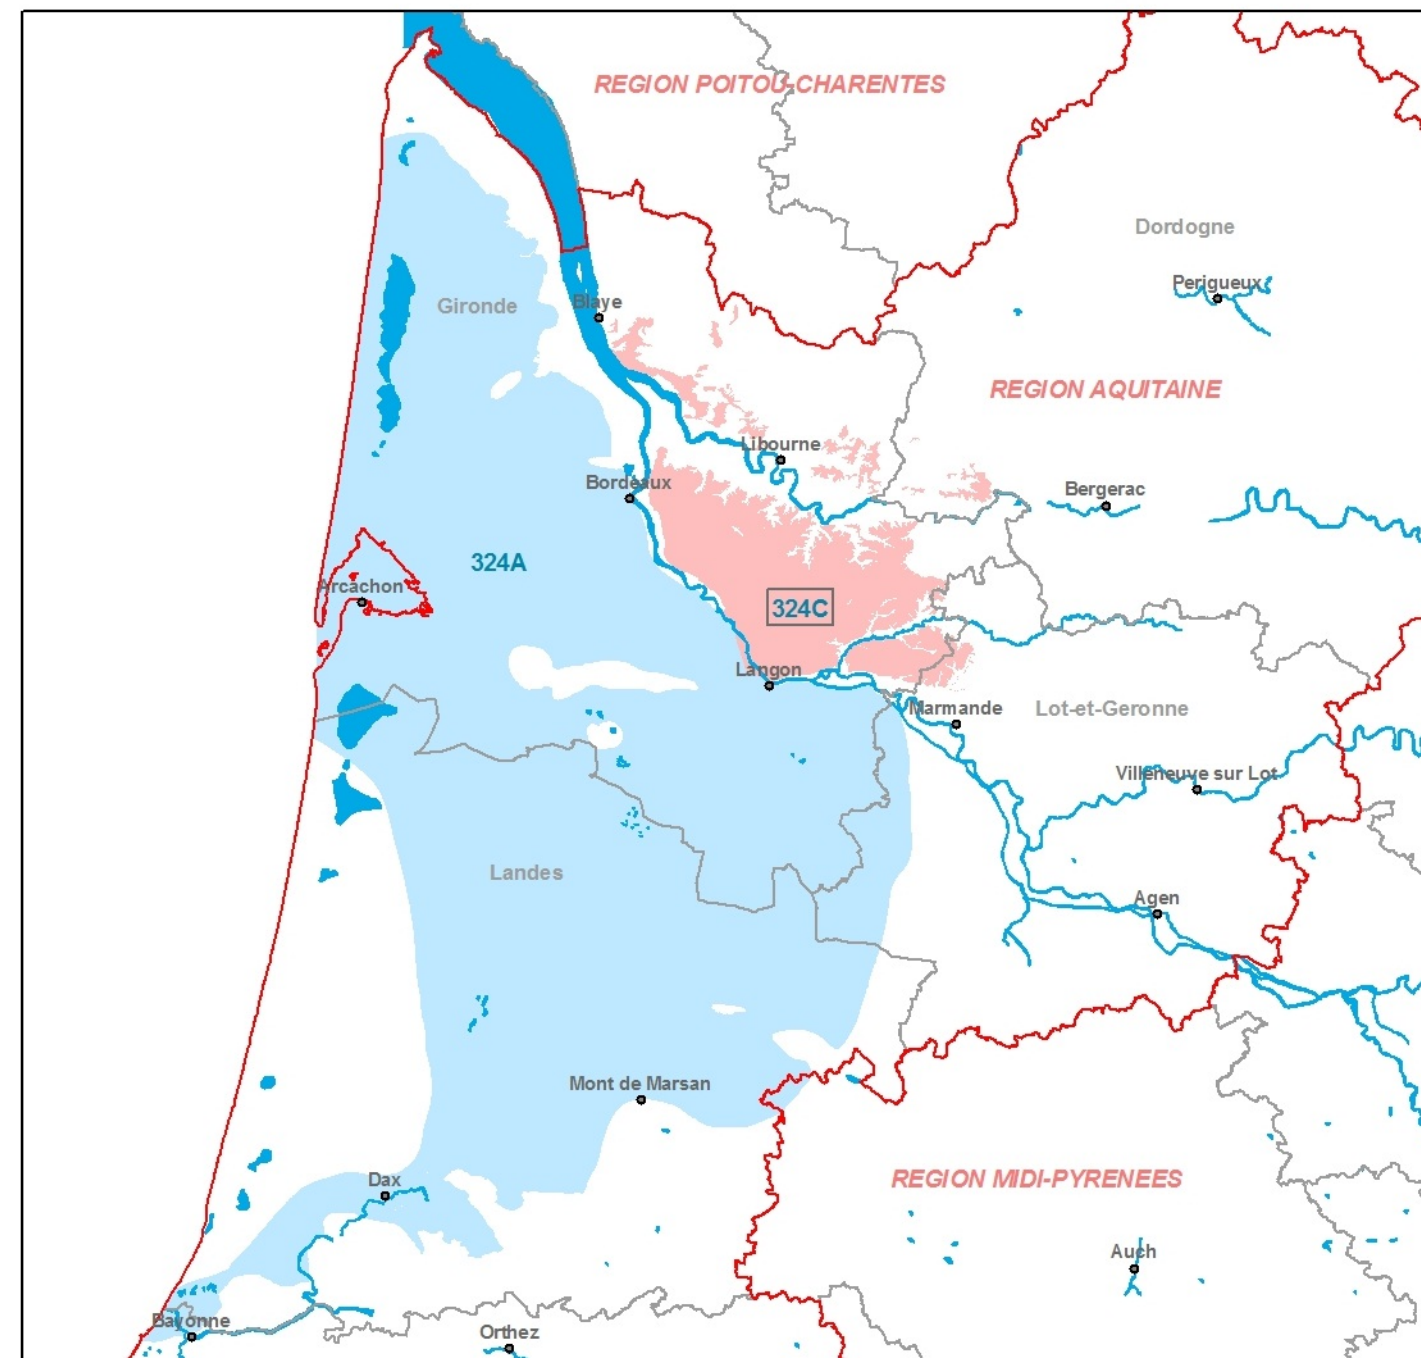 REGION POITOU-CHARENTES
Dordogne
Perigueux
Gironde
Blaye
REGION AQUITAINE
Libourne
Bordeaux
Bergerac
324A
Arcachon
324C
Langon
Marmande
Lot-et-Geronne
Villeneuve sur Lot
Landes
Agen
Mont de Marsan
Dax
REGION MIDI-PYRENEES
Auch
Bayonne
Orthez